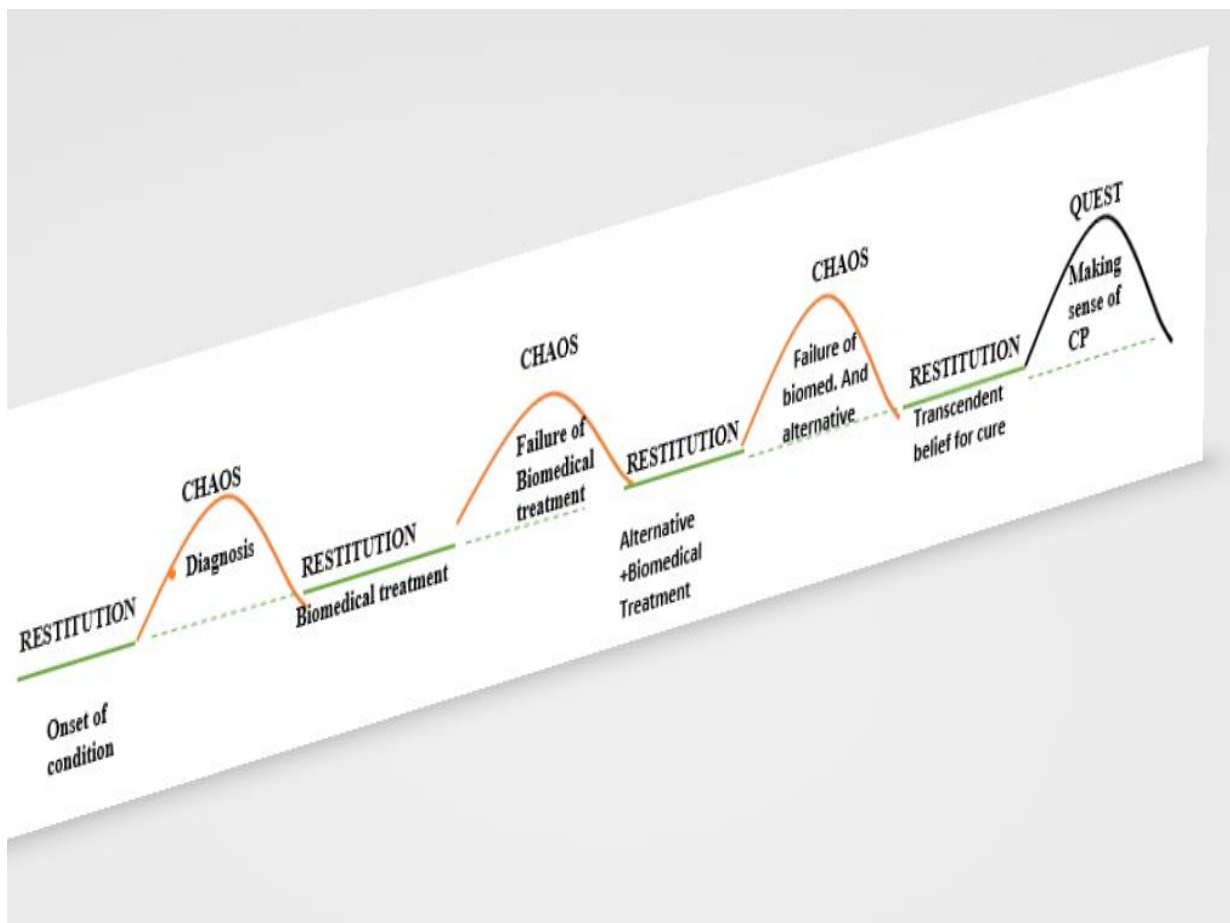 RESTITUTION
Onset of
condition
CHAOS
Diagnosis
RESTITUTION
Biomedical treatment
CHAOS
Failure of
Biomedical
treatment
RESTITUTION
Alternative
+Biomedical
Treatment
CHAOS
Failure of
biomed. And
alternative
RESTITUTION
Transcendent
belief for cure
QUEST
Making
sense of
CP